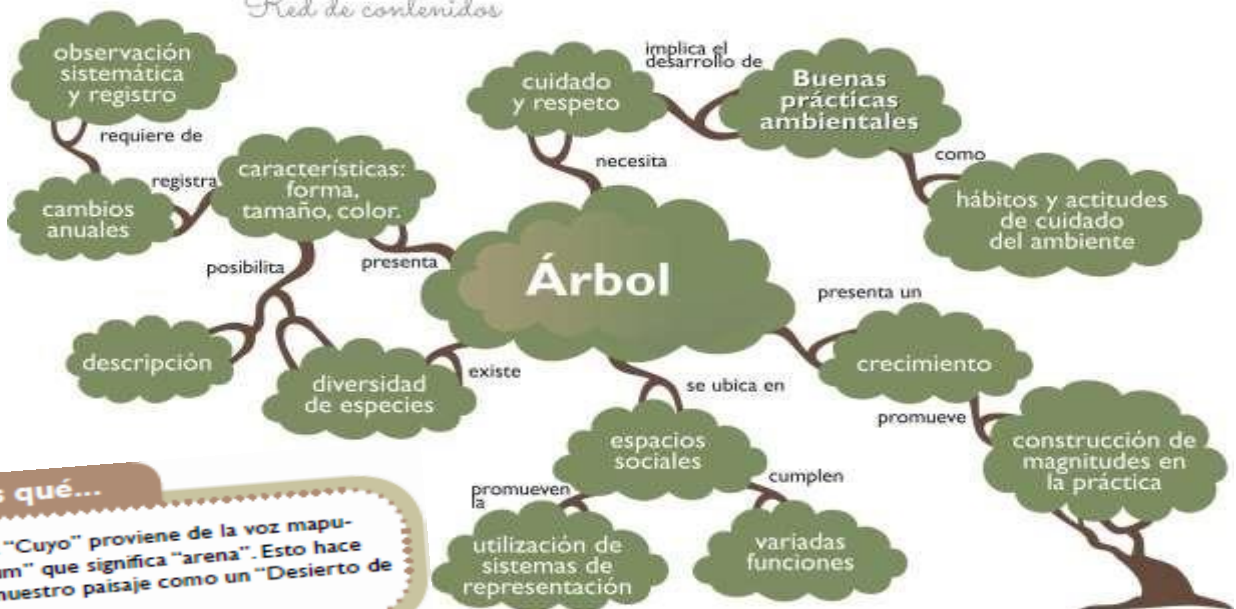 Red de contenidos
observación
sistemática
y registro
requiere de
cambios
anuales
registra
características:
forma,
tamaño, color.
presenta
posibilita
descripción
diversidad
de especies
existe
Árbol
necesita
cuidado
y respeto
implica el
desarrollo de
Buenas
prácticas
ambientales
como
hábitos y actitudes
de cuidado
del ambiente
presenta un
crecimiento
promueve
construcción de
magnitudes en
la práctica
se ubica en
espacios
sociales
promueven
la
utilización de
sistemas de
representación
cumplen
variadas
funciones
qué...
"Cuyo" proviene de la voz mapu-
um" que significa "arena". Esto hace
nuestro paisaje como un "Desierto de